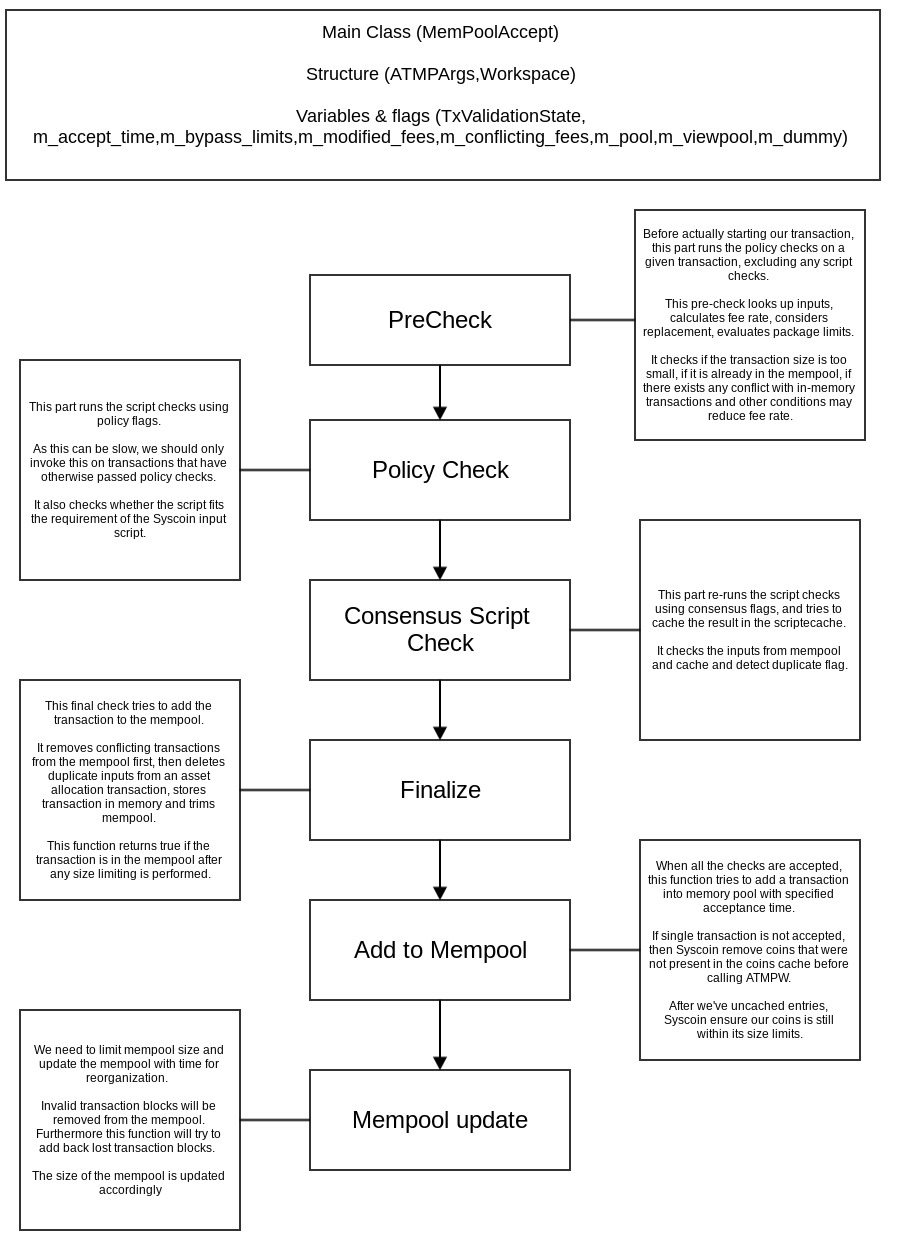 Main Class (MemPoolAccept)
Structure (ATMPArgs,Workspace)
Variables & flags (TxValidationState,
m_accept_time,m_bypass_limits,m_modified_fees,m_conflicting_fees,m_pool,m_viewpool,m_dummy)
PreCheck
Before actually starting our transaction,
this part runs the policy checks on a
given transaction, excluding any script
checks.
This pre-check looks up inputs,
calculates fee rate, considers
replacement, evaluates package limits.
It checks if the transaction size is too
small, if it is already in the mempool, if
there exists any conflict with in-memory
transactions and other conditions may
reduce fee rate.
Policy Check
This part runs the script checks using
policy flags.
As this can be slow, we should only
invoke this on transactions that have
otherwise passed policy checks.
It also checks whether the script fits
the requirement of the Syscoin input
script.
Consensus Script
Check
This part re-runs the script checks
using consensus flags, and tries to
cache the result in the scriptecache.
It checks the inputs from mempool
and cache and detect duplicate flag.
Finalize
This final check tries to add the
transaction to the mempool.
It removes conflicting transactions
from the mempool first, then deletes
duplicate inputs from an asset
allocation transaction, stores
transaction in memory and trims
mempool.
This function returns true if the
transaction is in the mempool after
any size limiting is performed.
Add to Mempool
When all the checks are accepted,
this function tries to add a transaction
into memory pool with specified
acceptance time.
If single transaction is not accepted,
then Syscoin remove coins that were
not present in the coins cache before
calling ATMPW.
After we've uncached entries,
Syscoin ensure our coins is still
within its size limits.
Mempool update
We need to limit mempool size and
update the mempool with time for
reorganization.
Invalid transaction blocks will be
removed from the mempool.
Furthermore this function will try to
add back lost transaction blocks.
The size of the mempool is updated
accordingly